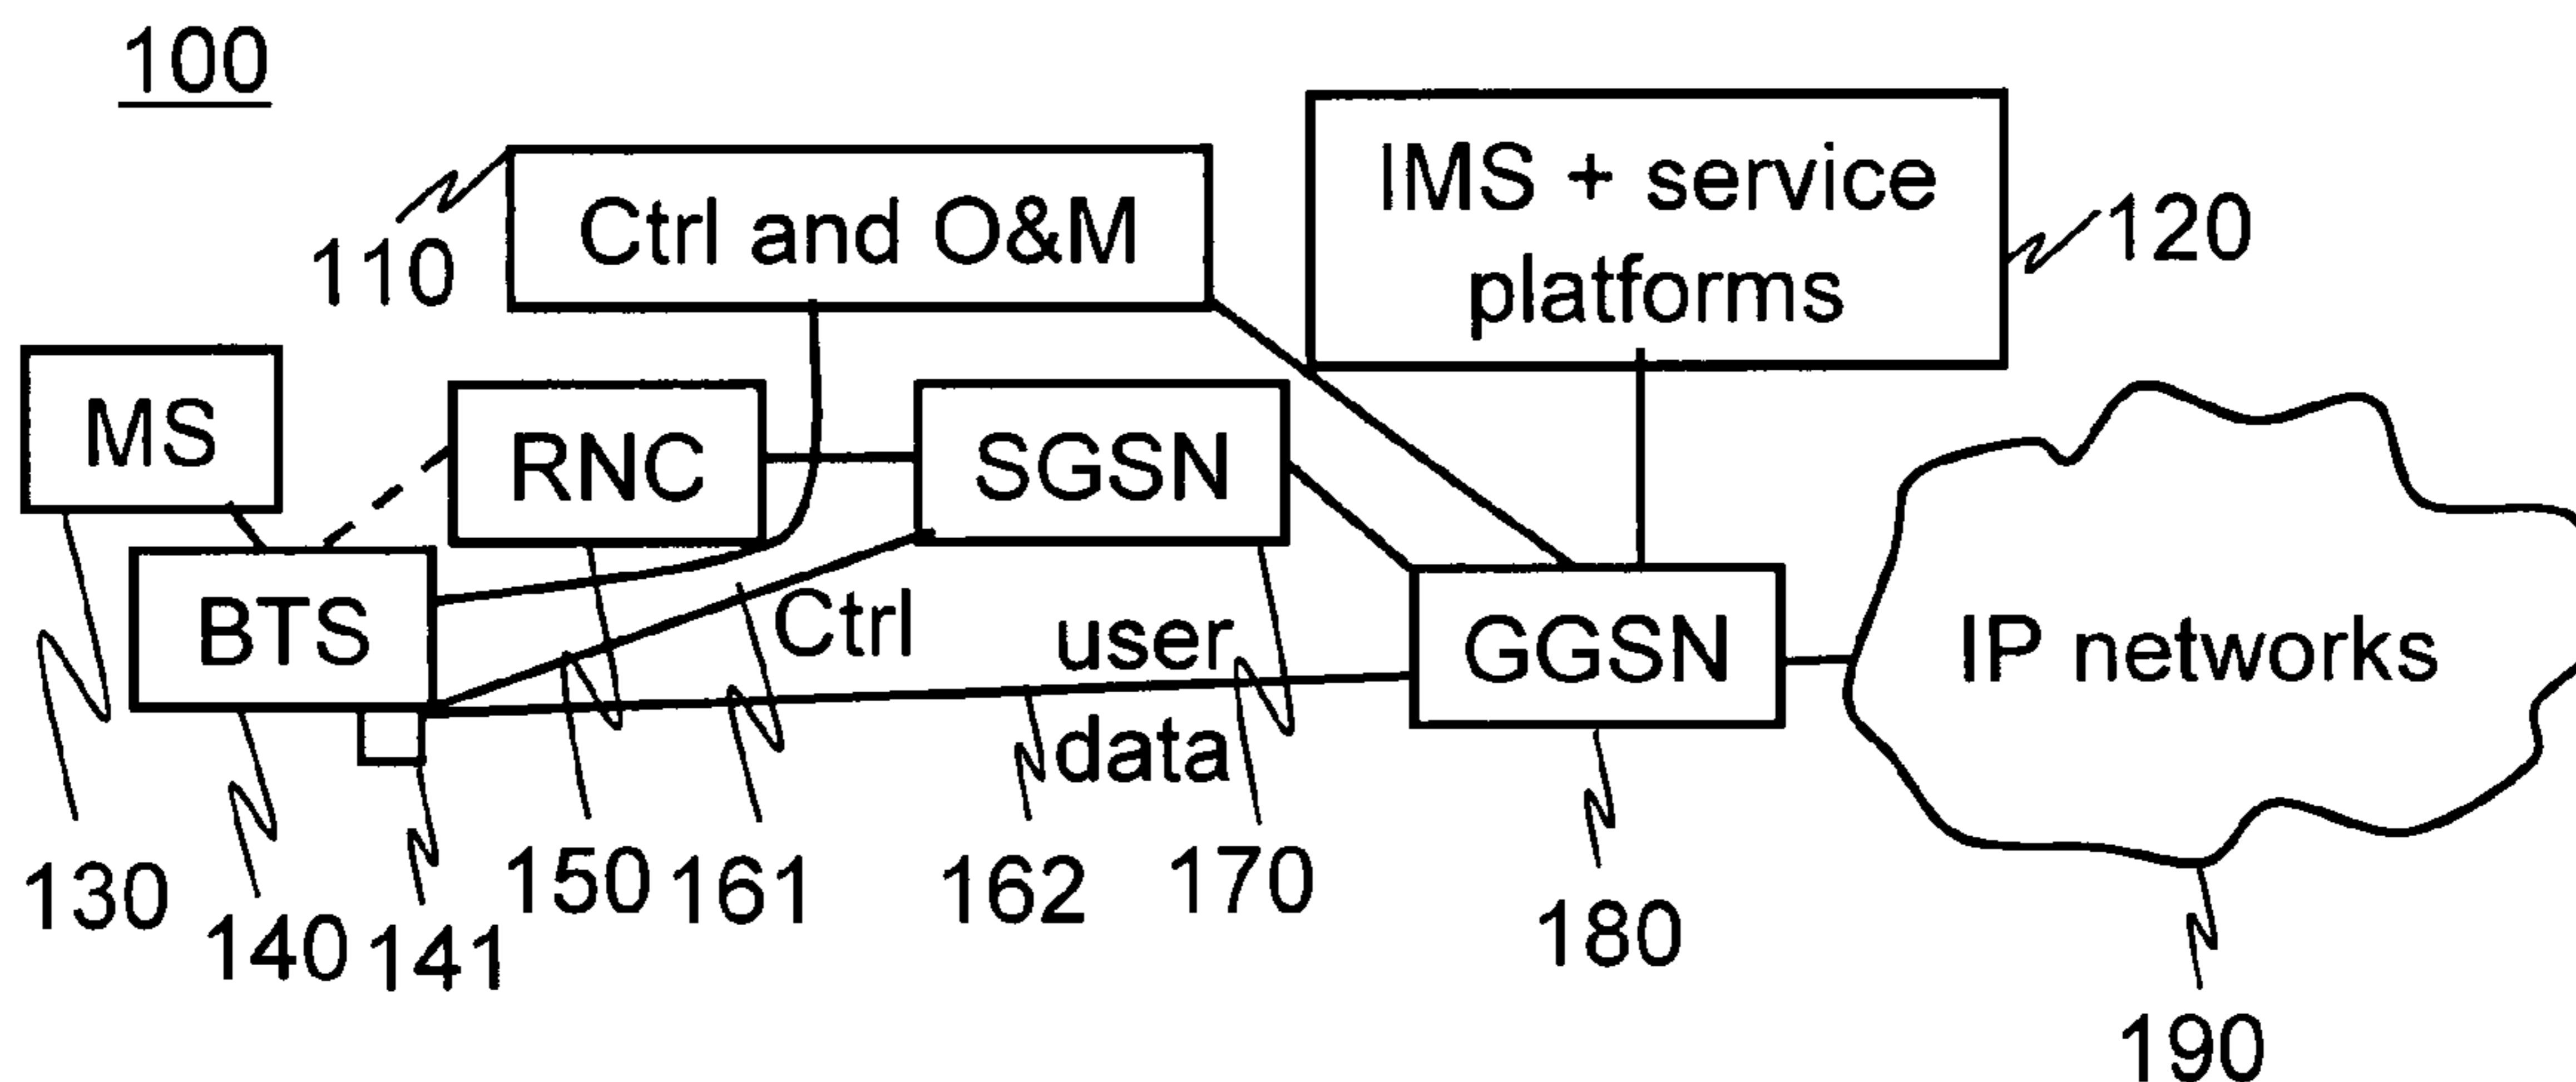 100
Ctrl and O&M
110
IMS + service
platforms
120
MS
RNC
SGSN
BTS
Ctrl
user
data
GGSN
IP networks
130
140
141
150
161
162
170
180
190